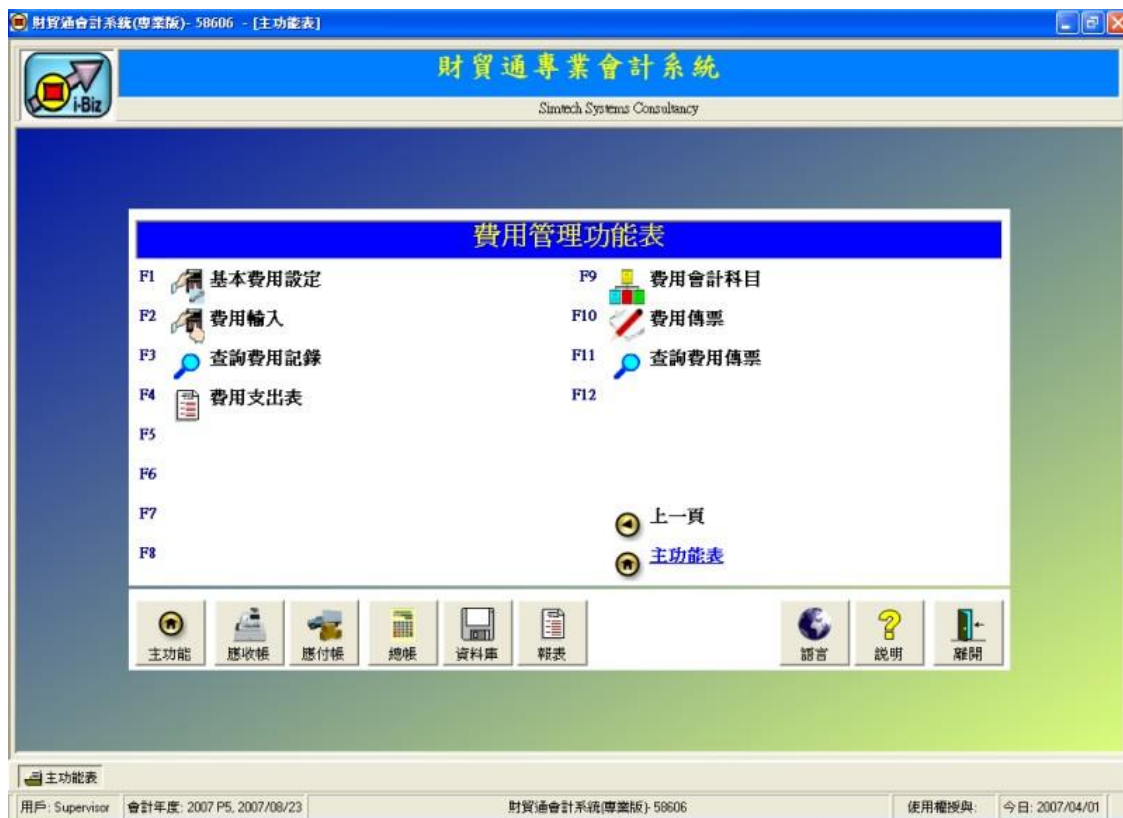 財貿通會計系統(專業版)- 58606 - [主功能表]
i-Biz
財貿通專業會計系統
Simtech Systems Consultancy
費用管理功能表
F1 基本費用設定
F2 費用輸入
F3 查詢費用記錄
F4 費用支出表
F5
F6
F7
F8
F9 費用會計科目
F10 費用傳票
F11 查詢費用傳票
F12
上一頁
主功能表
主功能 應收帳 應付帳 總帳 資料庫 報表 語言 説明 離開
主功能表
用戶: Supervisor 會計年度: 2007 P5, 2007/08/23 財貿通會計系統(專業版)- 58606 使用權授與: 今日: 2007/04/01